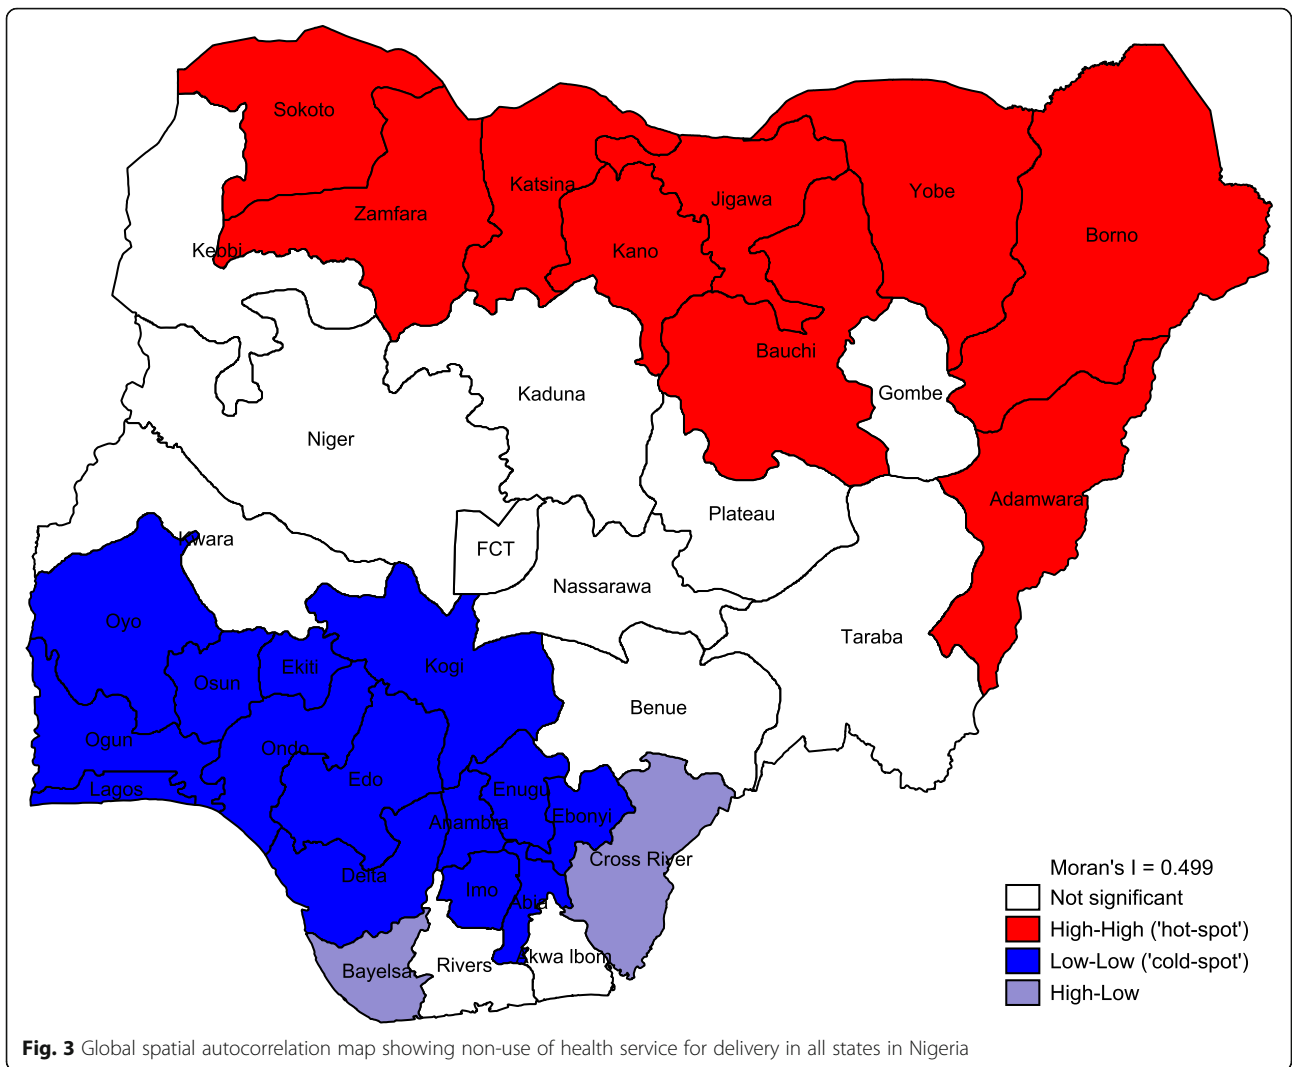 Sokoto
Katsina
Zamfara
Jigawa
Yobe
Borno
Kebbi
Kano
Bauchi
Kaduna
Gombe
Niger
Adamwara
Plateau
Kwara
FCT
Nassarawa
Oyo
Taraba
Osun
Ekiti
Kogi
Benue
Ogun
Ondo
Edo
Lagos
Enugu
Anambra
Ebonyi
Cross River
Delta
Imo
Abia
Akwa Ibom
Rivers
Bayelsa
Moran's I = 0.499
Not significant
High-High ('hot-spot')
Low-Low ('cold-spot')
High-Low
Fig. 3 Global spatial autocorrelation map showing non-use of health service for delivery in all states in Nigeria